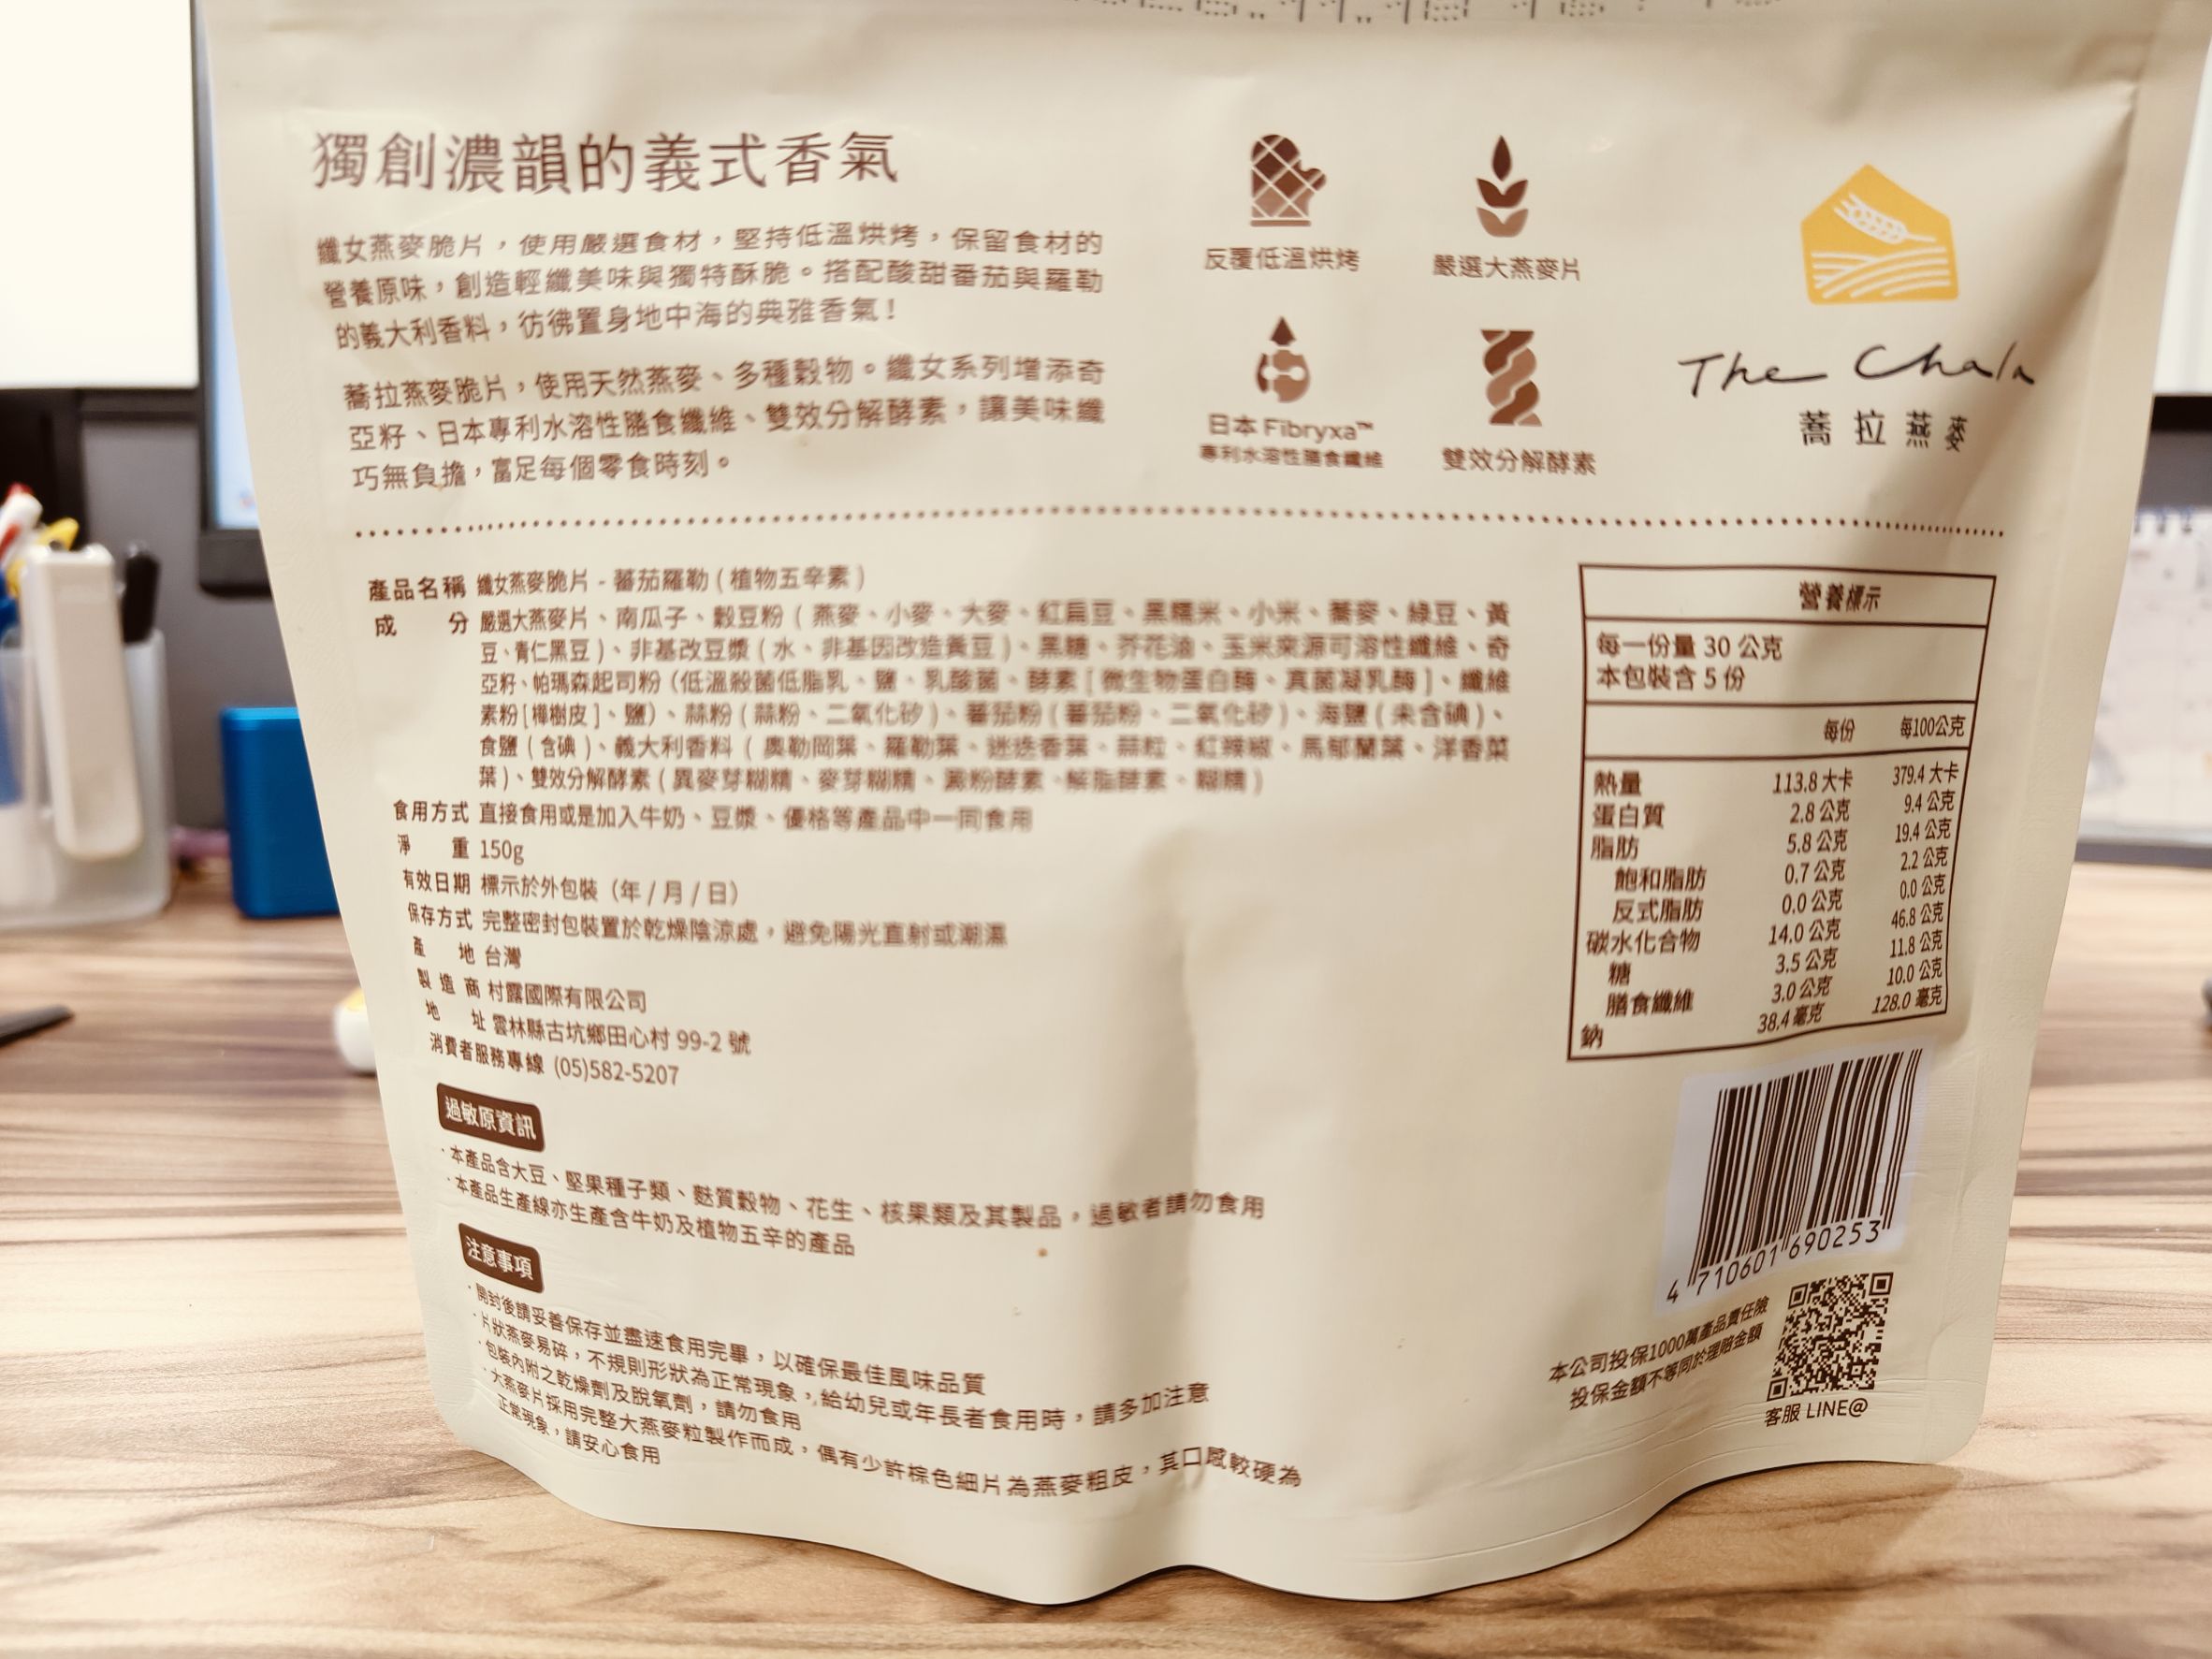 獨創濃韻的義式香氣
纖女燕麥脆片，使用嚴選食材，堅持低溫烘烤，保留食材的
營養原味，創造輕纖美味與獨特酥脆。搭配酸甜番茄與羅勒
的義大利香料，彷彿置身地中海的典雅香氣！
蕎拉燕麥脆片，使用天然燕麥、多種穀物。纖女系列增添奇
亞籽、日本專利水溶性膳食纖維、雙效分解酵素，讓美味纖
巧無負擔，富足每個零食時刻。
反覆低溫烘烤
嚴選大燕麥片
日本 Fibryxa™
專利水溶性膳食纖維
雙效分解酵素
The Chala
蕎拉燕麥
產品名稱 纖女燕麥脆片 - 蕃茄羅勒 ( 植物五辛素 )
成 分 嚴選大燕麥片、南瓜子、穀豆粉 ( 燕麥、小麥、大麥、紅扁豆、黑糯米、小米、蕎麥、綠豆、黃
豆、青仁黑豆 )、非基改豆漿 ( 水、非基因改造黃豆 )、黑糖、芥花油、玉米來源可溶性纖維、奇
亞籽、帕瑪森起司粉 (低溫殺菌低脂乳、鹽、乳酸菌、酵素 [ 微生物蛋白酶、真菌凝乳酶 ]、纖維
素粉[ 樺樹皮 ]、鹽)、蒜粉 ( 蒜粉、二氧化矽 )、蕃茄粉 ( 蕃茄粉、二氧化矽 )、海鹽 ( 未含碘 )、
食鹽 ( 含碘 )、義大利香料 ( 奧勒岡葉、羅勒葉、迷迭香葉、蒜粒、紅辣椒、馬郁蘭葉、洋香菜
葉 )、雙效分解酵素 ( 異麥芽糊精、麥芽糊精、澱粉酵素、解脂酵素、糊精 )
食用方式 直接食用或是加入牛奶、豆漿、優格等產品中一同食用
淨 重 150g
有效日期 標示於外包裝（年 / 月 / 日）
保存方式 完整密封包裝置於乾燥陰涼處，避免陽光直射或潮濕
產 地 台灣
製 造 商 村露國際有限公司
地 址 雲林縣古坑鄉田心村 99-2 號
消費者服務專線 (05)582-5207
過敏原資訊
· 本產品含大豆、堅果種子類、麩質穀物、花生、核果類及其製品，過敏者請勿食用
· 本產品生產線亦生產含牛奶及植物五辛的產品
注意事項
· 開封後請妥善保存並盡速食用完畢，以確保最佳風味品質
· 片狀燕麥易碎，不規則形狀為正常現象，給幼兒或年長者食用時，請多加注意
· 包裝內附之乾燥劑及脫氧劑，請勿食用
· 大燕麥片採用完整大燕麥粒製作而成，偶有少許棕色細片為燕麥粗皮，其口感較硬為
正常現象，請安心食用
營養標示
每一份量 30 公克
本包裝含 5 份
每份 每100公克
熱量 113.8 大卡 379.4 大卡
蛋白質 2.8 公克 9.4 公克
脂肪 5.8 公克 19.4 公克
飽和脂肪 0.7 公克 2.2 公克
反式脂肪 0.0 公克 0.0 公克
碳水化合物 14.0 公克 46.8 公克
糖 3.5 公克 11.8 公克
膳食纖維 3.0 公克 10.0 公克
鈉 38.4 毫克 128.0 毫克
4 710601 690253
本公司投保1000萬產品責任險
投保金額不等同於理賠金額
客服 LINE@